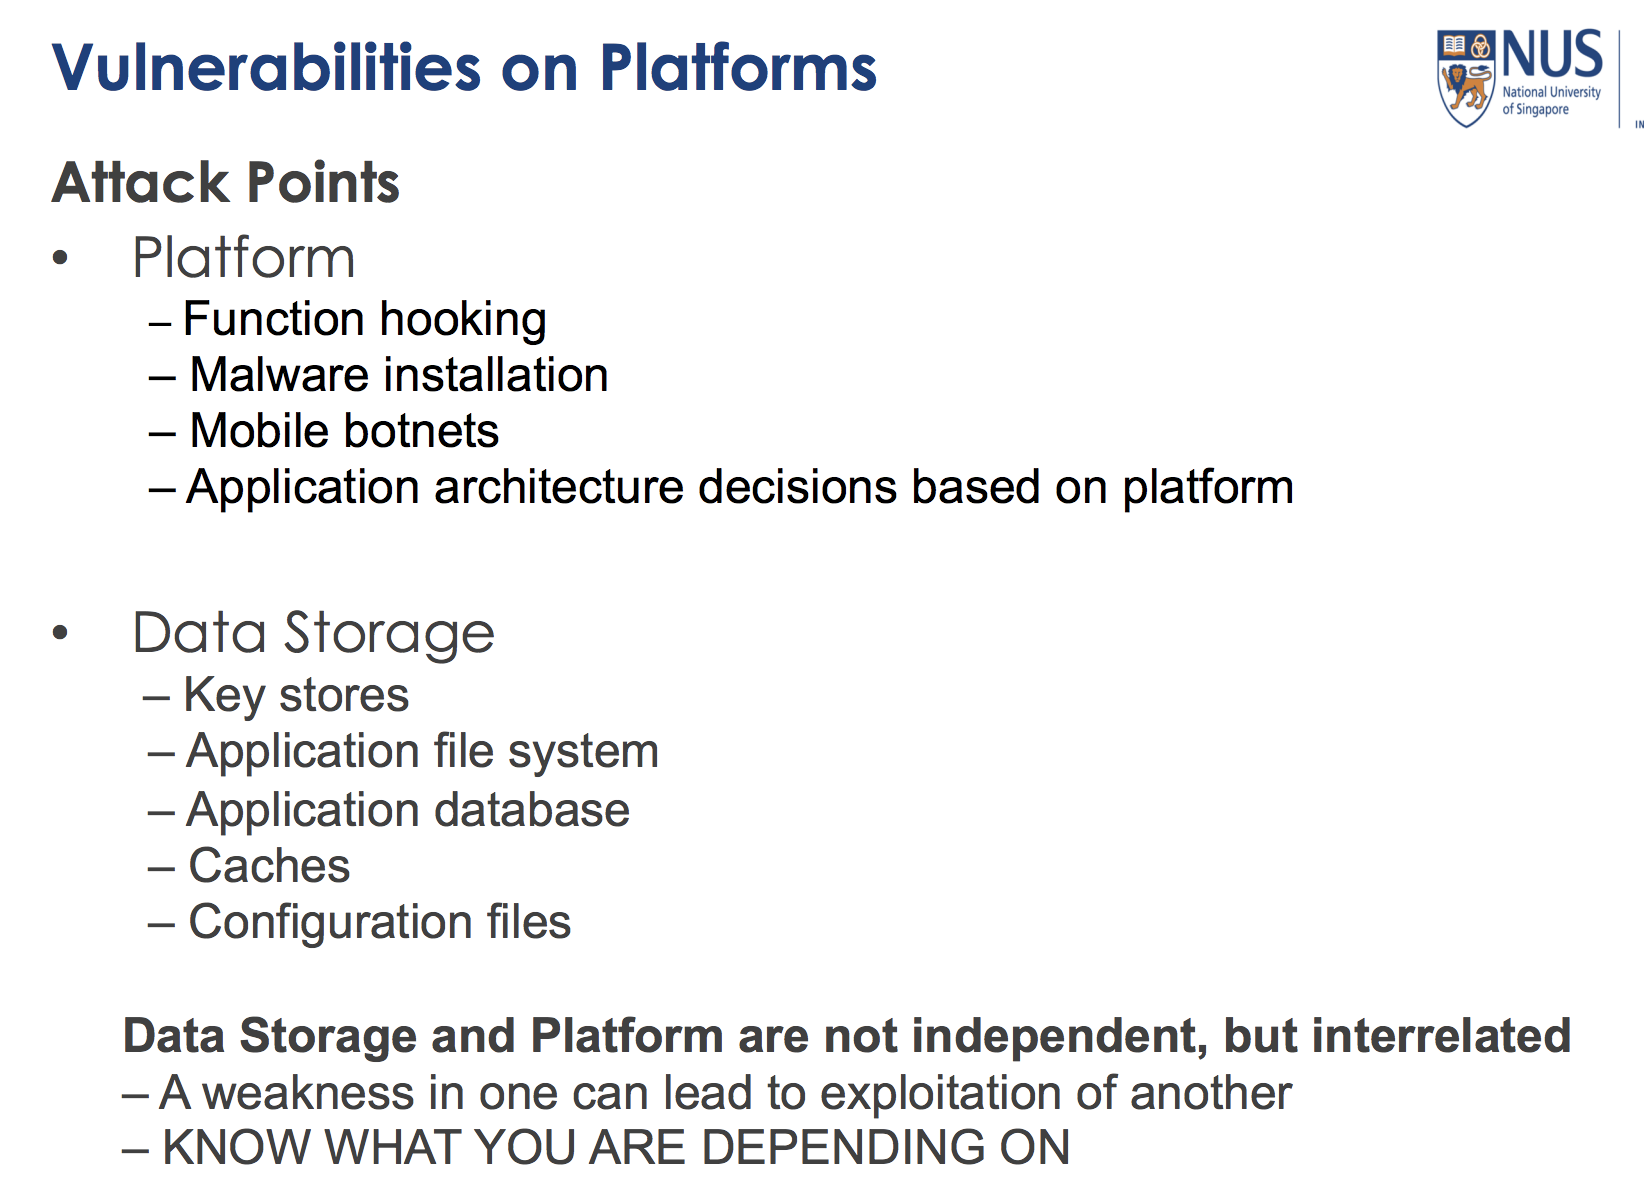 Vulnerabilities on Platforms
NUS
National University
of Singapore
IN
Attack Points
• Platform
– Function hooking
– Malware installation
– Mobile botnets
– Application architecture decisions based on platform
• Data Storage
– Key stores
– Application file system
– Application database
– Caches
– Configuration files
Data Storage and Platform are not independent, but interrelated
– A weakness in one can lead to exploitation of another
– KNOW WHAT YOU ARE DEPENDING ON